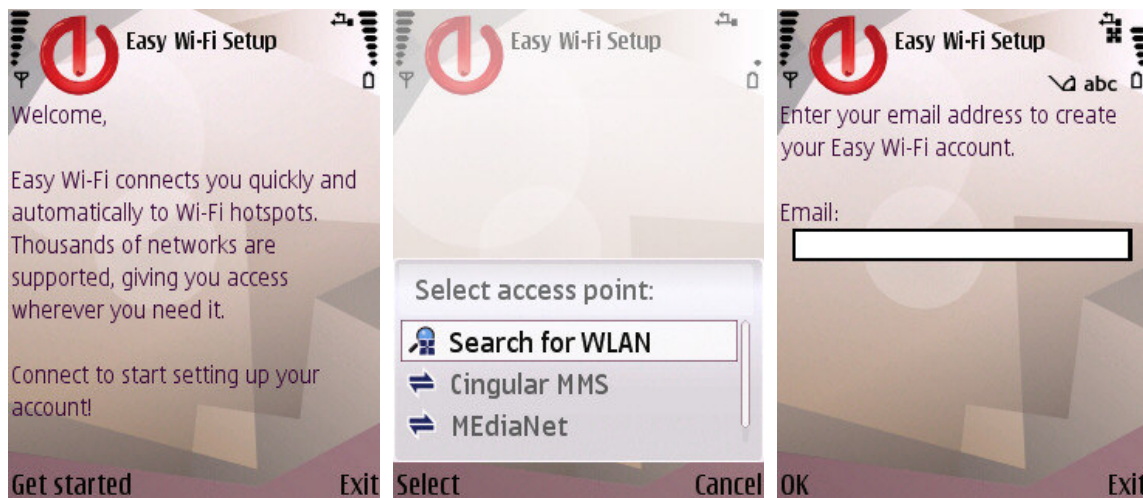 Easy Wi-Fi Setup
Welcome,
Easy Wi-Fi connects you quickly and
automatically to Wi-Fi hotspots.
Thousands of networks are
supported, giving you access
wherever you need it.
Connect to start setting up your
account!
Get started
Exit
Easy Wi-Fi Setup
Select access point:
Search for WLAN
Cingular MMS
MEdiaNet
Select
Cancel
Easy Wi-Fi Setup
abc
Enter your email address to create
your Easy Wi-Fi account.
Email:
OK
Exit